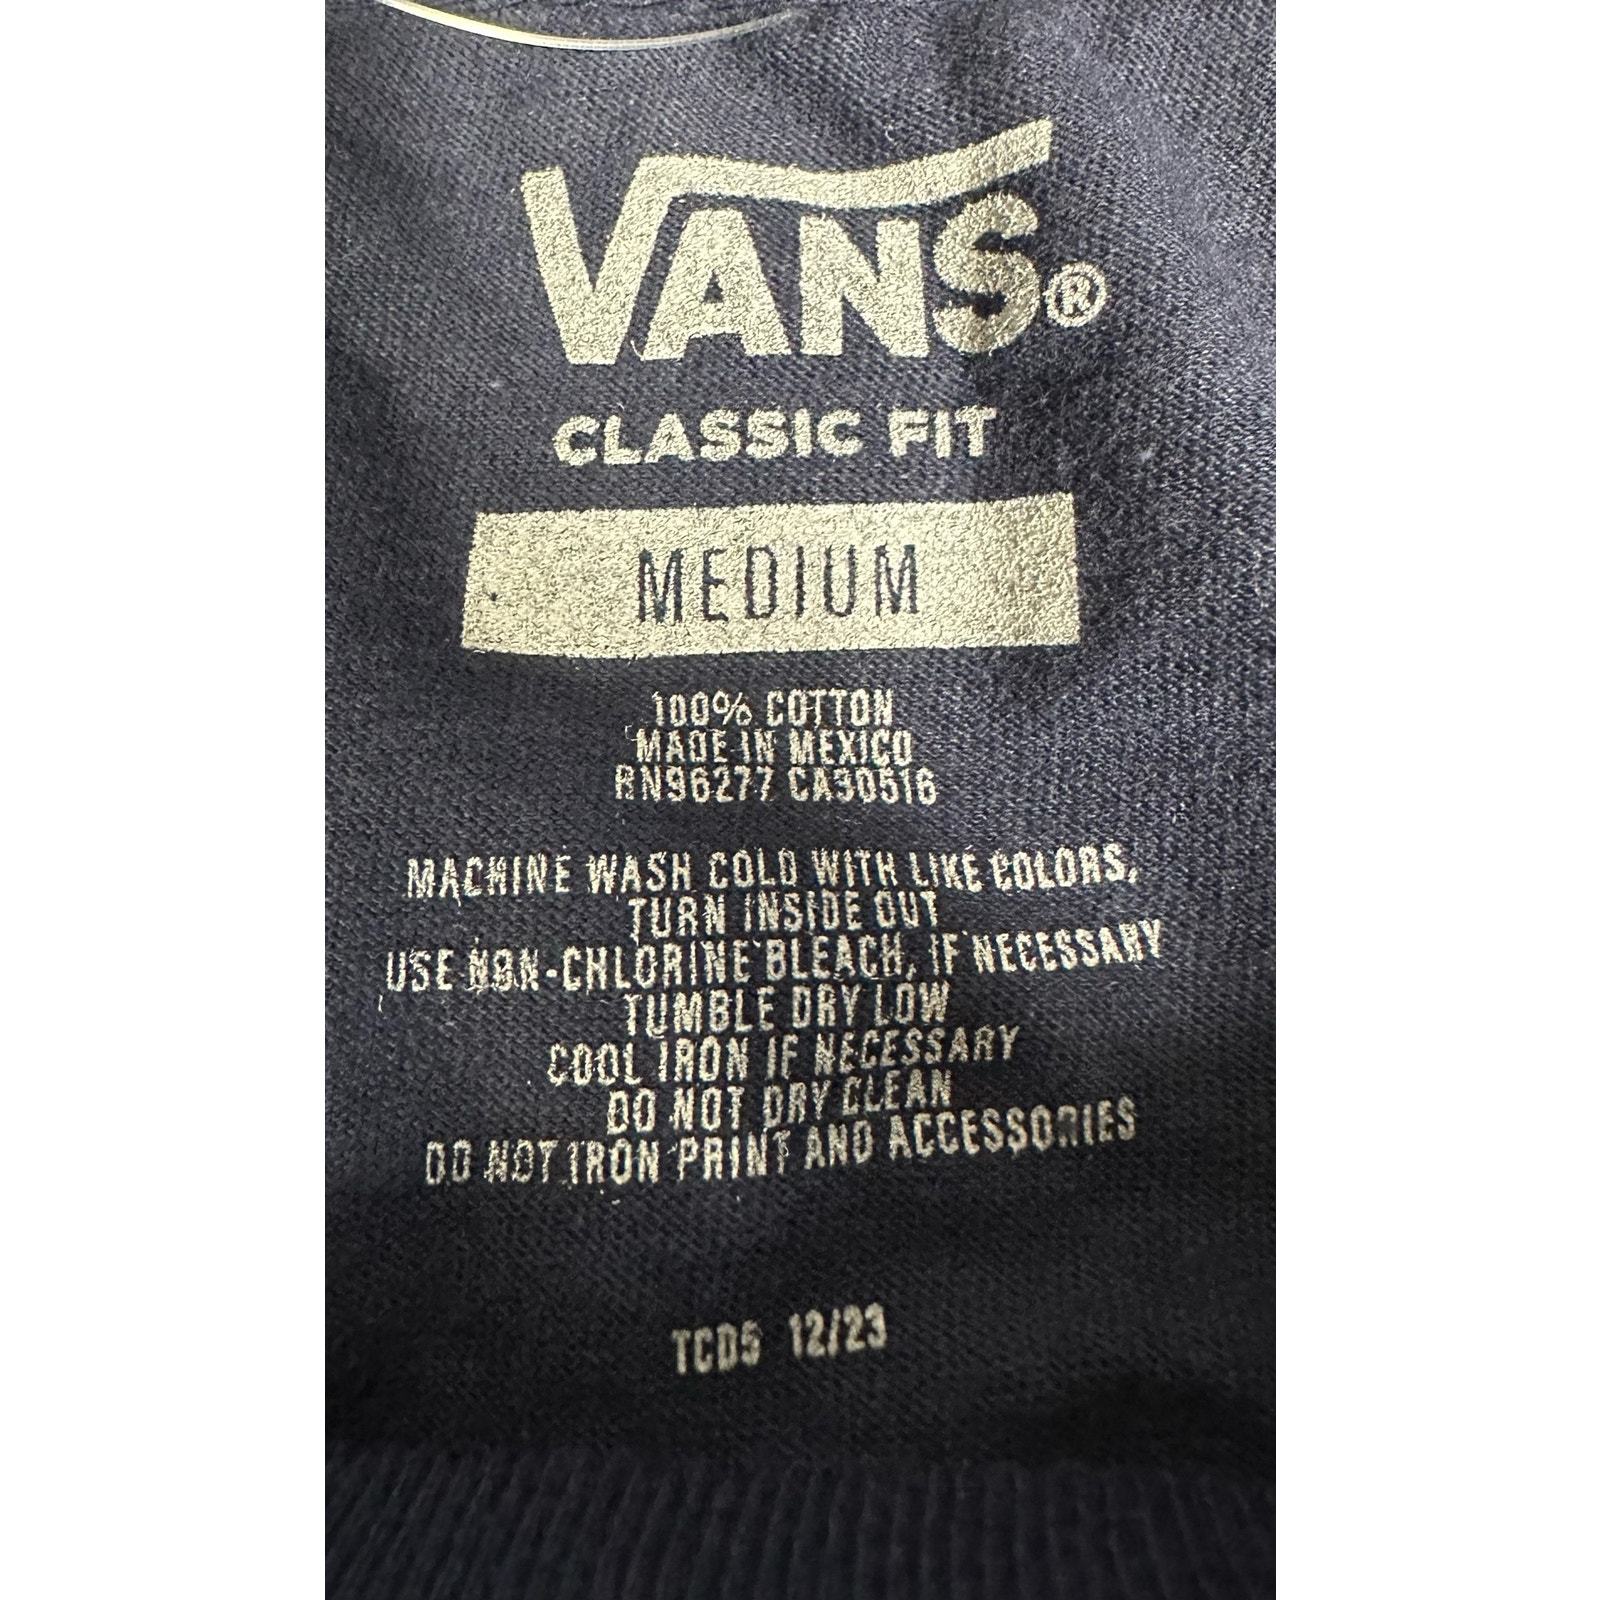 VANS®
CLASSIC FIT
MEDIUM
100% COTTON
MADE IN MEXICO
RN96277 CA30516
MACHINE WASH COLD WITH LIKE COLORS,
TURN INSIDE OUT
USE NON-CHLORINE BLEACH, IF NECESSARY
TUMBLE DRY LOW
COOL IRON IF NECESSARY
DO NOT DRY CLEAN
DO NOT IRON PRINT AND ACCESSORIES
TCDS 12/23